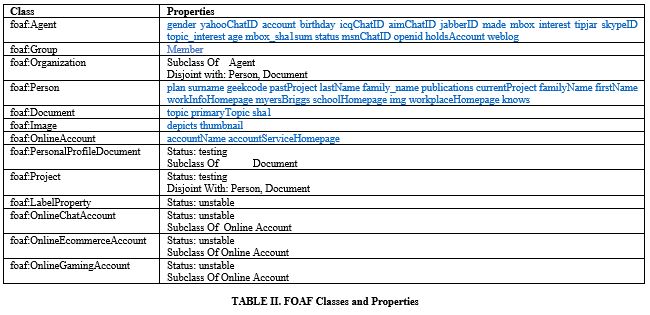 Class Properties
foaf:Agent gender yahooChatID account birthday icqChatID aimChatID jabberID made mbox interest tipjar skypeID
topic_interest age mbox_sha1sum status msnChatID openid holdsAccount weblog
foaf:Group Member
foaf:Organization Subclass Of Agent
Disjoint with: Person, Document
foaf:Person plan surname geekcode pastProject lastName family_name publications currentProject familyName firstName
workInfoHomepage myersBriggs schoolHomepage img workplaceHomepage knows
foaf:Document topic primaryTopic sha1
foaf:Image depicts thumbnail
foaf:OnlineAccount accountName accountServiceHomepage
foaf:PersonalProfileDocument Status: testing
Subclass Of Document
foaf:Project Status: testing
Disjoint With: Person, Document
foaf:LabelProperty Status: unstable
foaf:OnlineChatAccount Status: unstable
Subclass Of Online Account
foaf:OnlineEcommerceAccount Status: unstable
Subclass Of Online Account
foaf:OnlineGamingAccount Status: unstable
Subclass Of Online Account
TABLE II. FOAF Classes and Properties